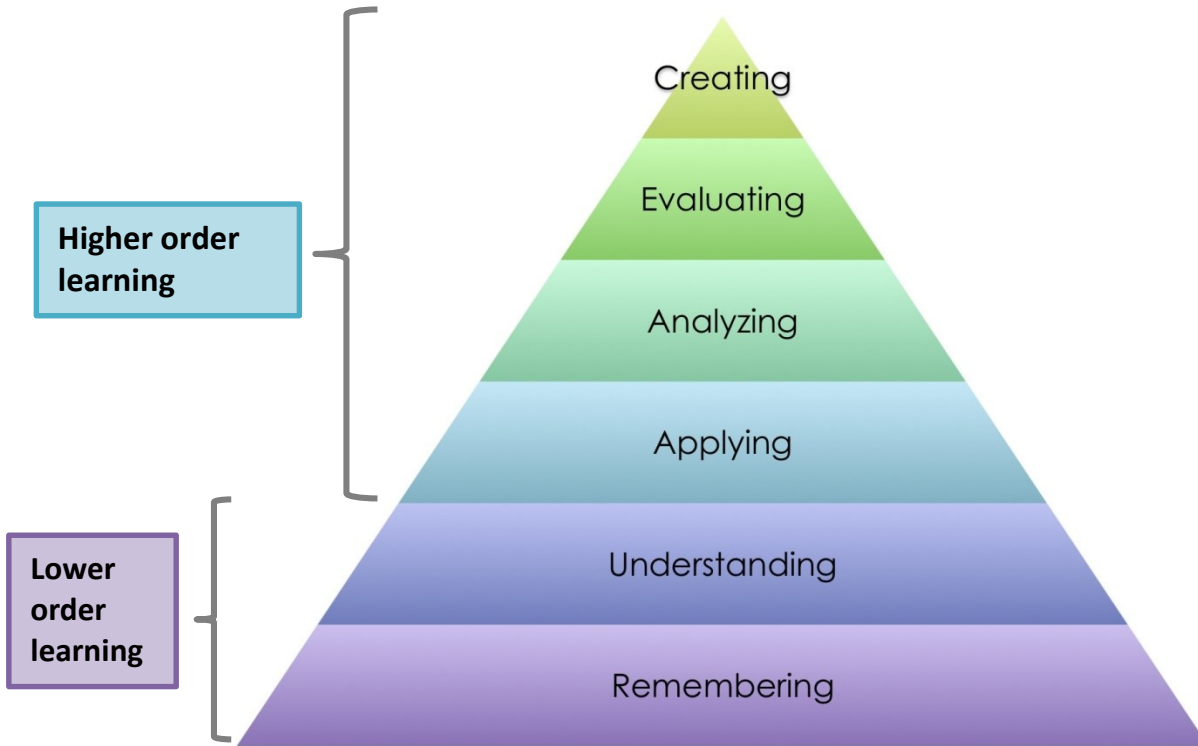 Creating
Evaluating
Higher order
learning
Analyzing
Applying
Understanding
Lower
order
learning
Remembering